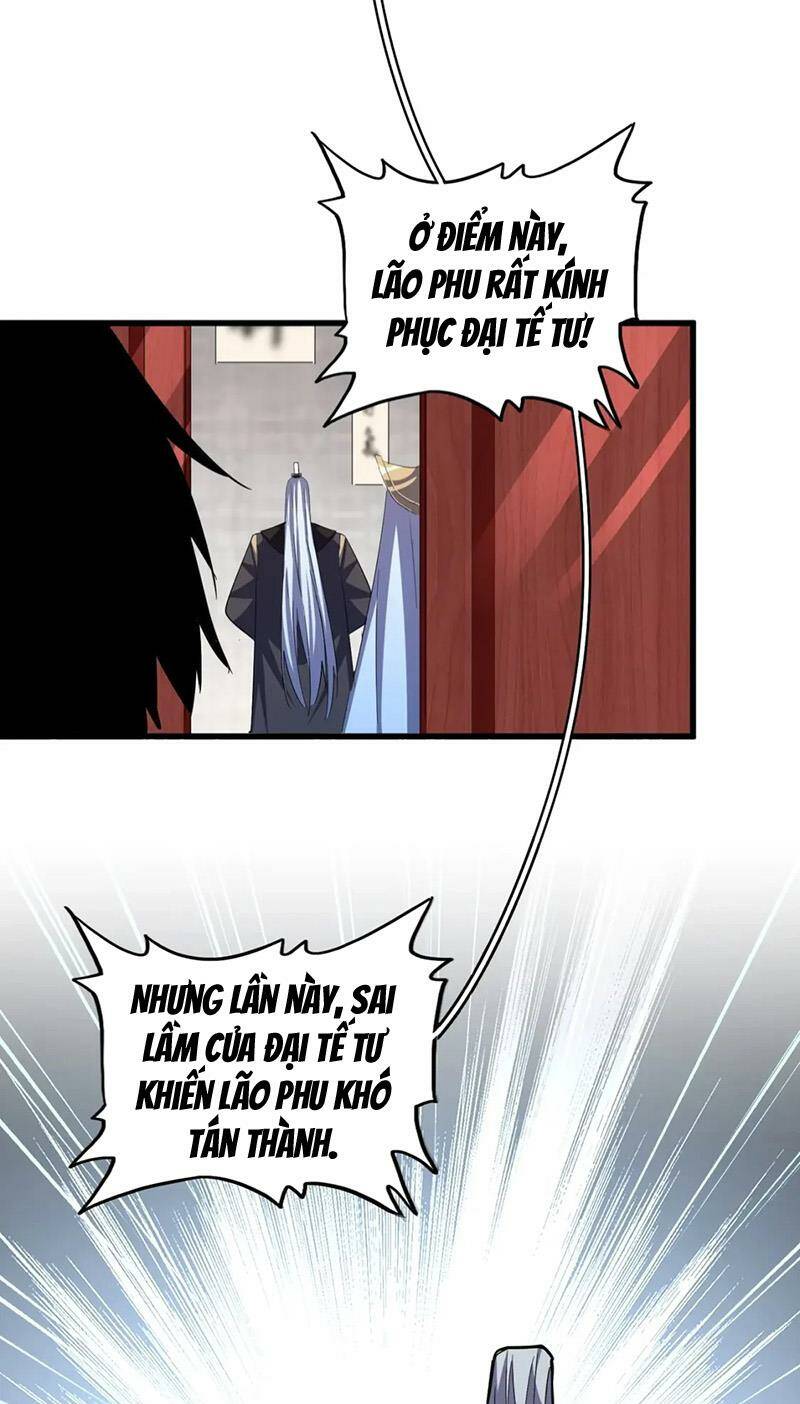 Ở ĐIỂM NÀY,
LÃO PHU RẤT KÍNH
PHỤC ĐẠI TẾ TƯ!
NHƯNG LẦN NÀY, SAI
LẦM CỦA ĐẠI TẾ TƯ
KHIẾN LÃO PHU KHÓ
TÁN THÀNH.